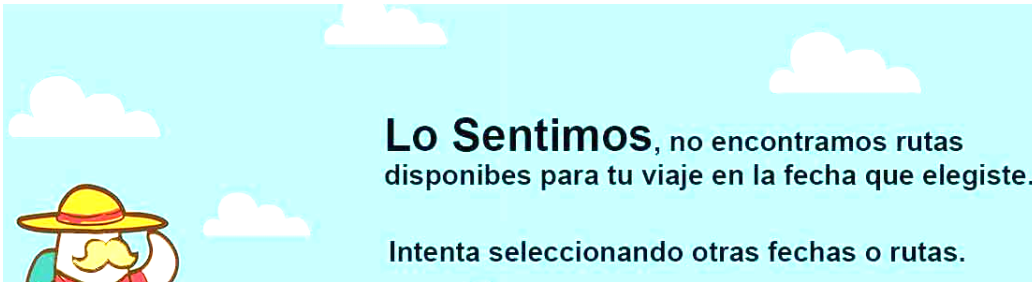 Lo Sentimos, no encontramos rutas
disponibes para tu viaje en la fecha que elegiste.
Intenta seleccionando otras fechas o rutas.